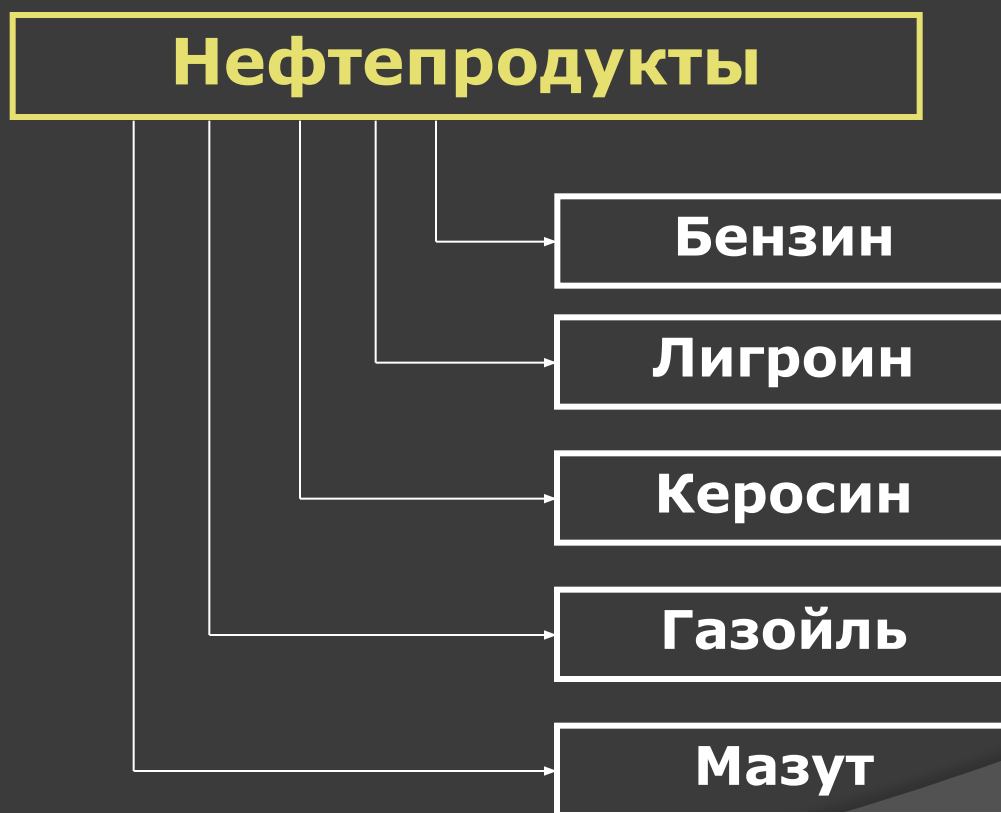 Нефтепродукты
Бензин
Лигроин
Керосин
Газойль
Мазут